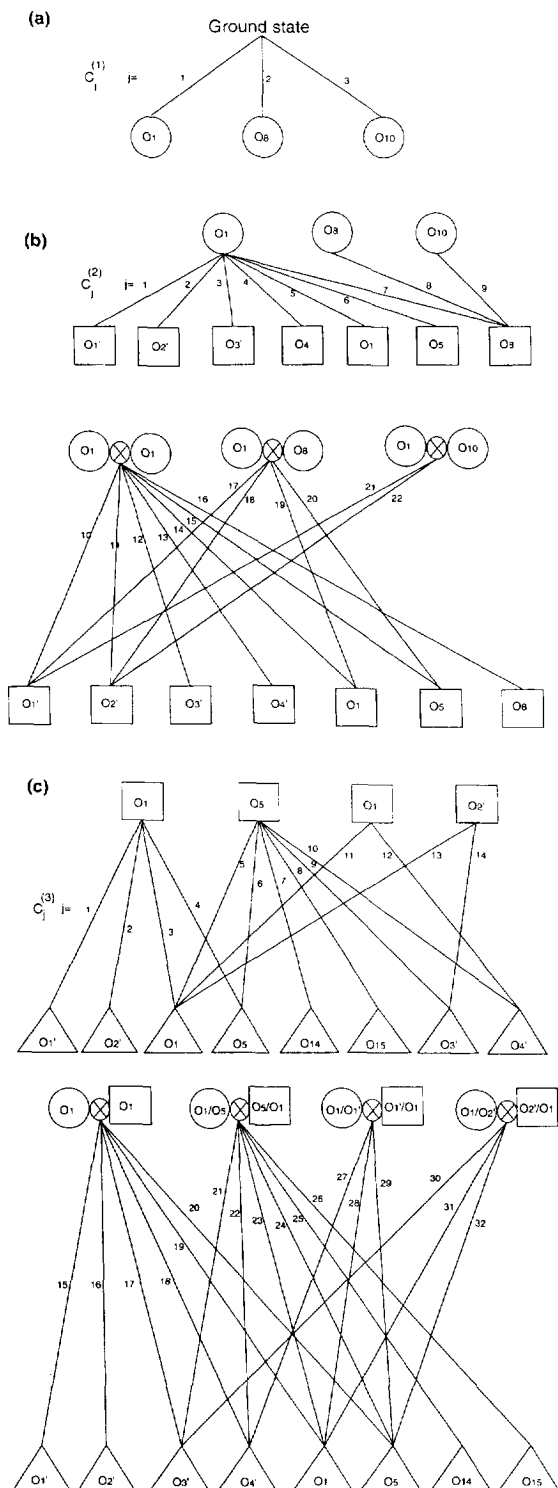 (a)
Ground state
C j (1) j= 1 2 3
O1 O8 O10
(b)
O1 O8 O10
C j (2) j= 1 2 3 4 5 6 7 8 9
O1' O2' O3' O4 O1 O5 O8
O1 O1 O1 O8 O1 O10
10 11 12 13 14 15 16 17 18 19 20 21 22
O1' O2' O3' O4' O1 O5 O8
(c)
O1 O5 O1 O2'
C j (3) j= 1 2 3 4 5 6 7 8 9 10 11 12 13 14
O1' O2' O1 O5 O14 O15 O3' O4'
O1 O1 O1/O5 O5/O1 O1/O1' O1'/O1 O1/O2' O2'/O1
15 16 17 18 19 20 21 22 23 24 25 26 27 28 29 30 31 32
O1' O2' O3' O4' O1 O5 O14 O15